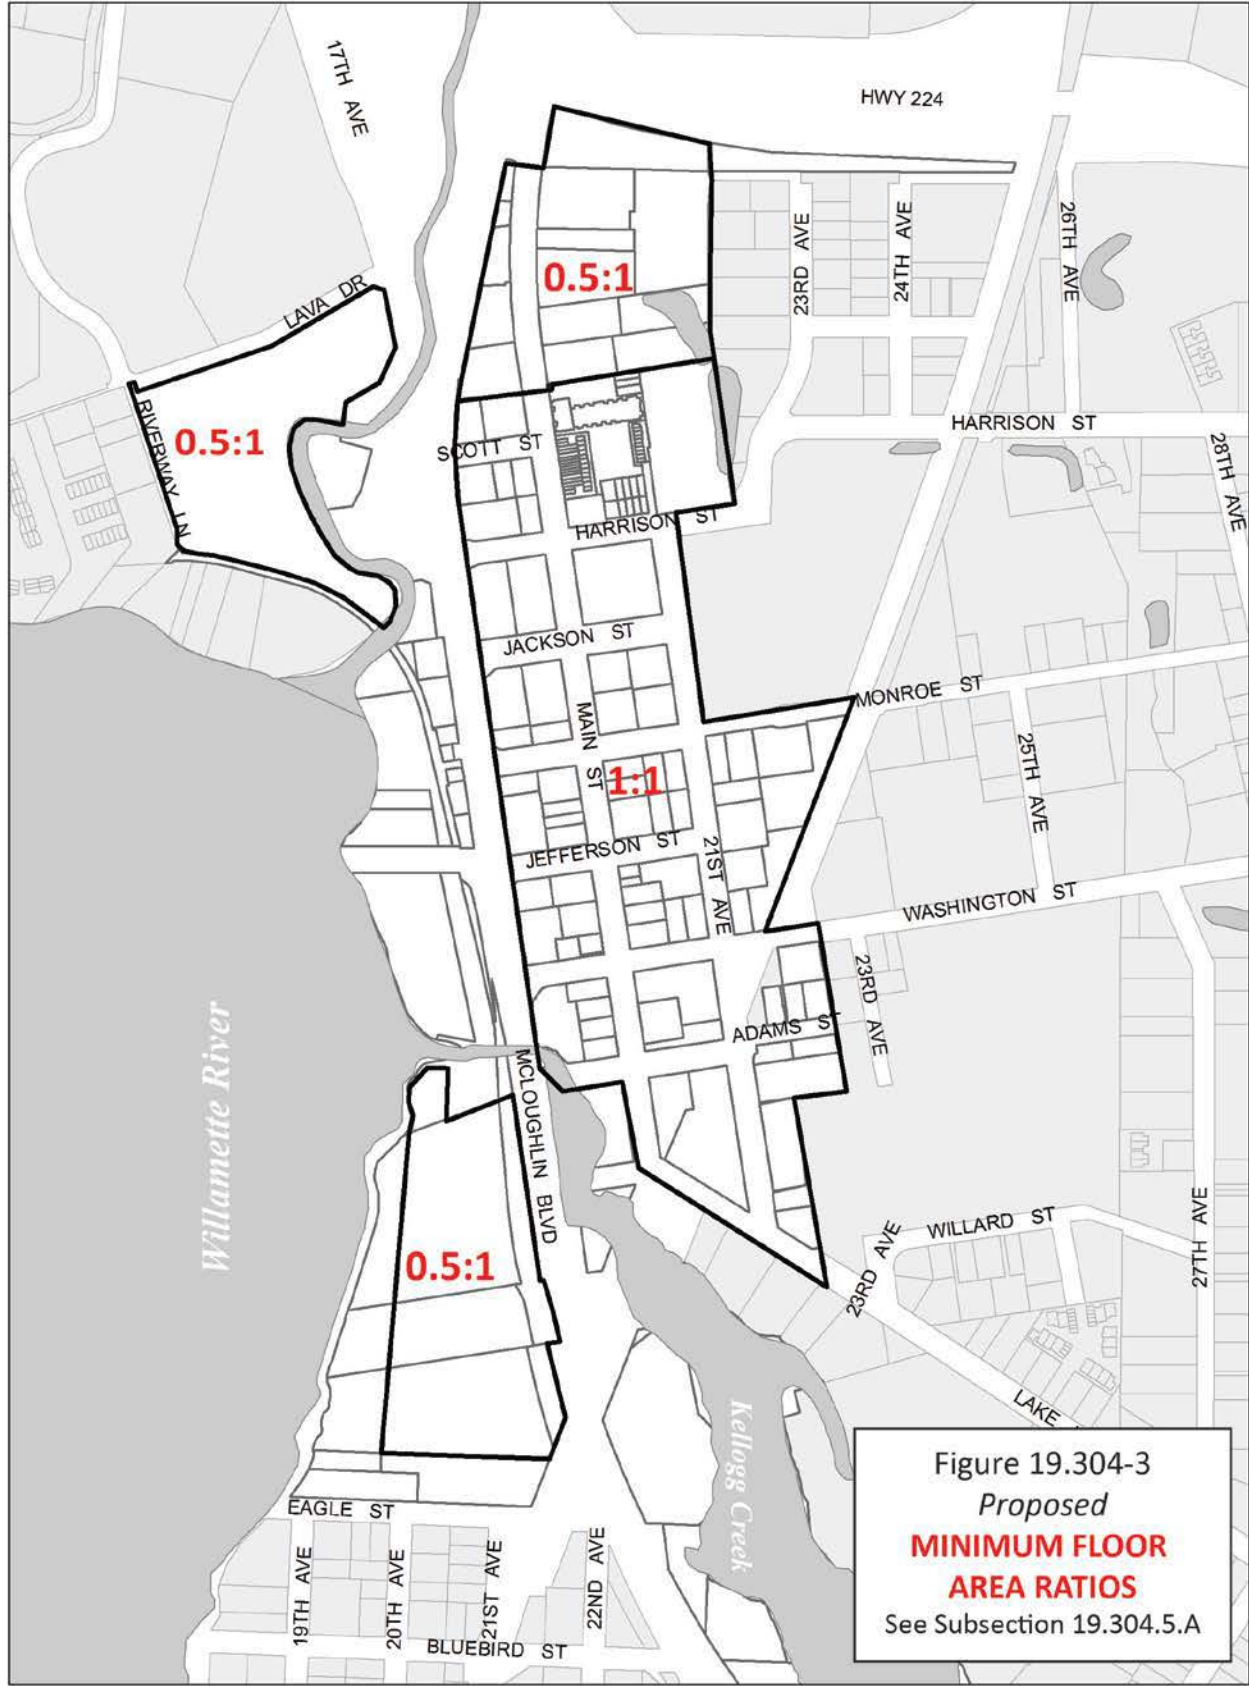 17TH AVE
HWY 224
23RD AVE
24TH AVE
26TH AVE
0.5:1
LAVA DR
RIVERWAY LN
0.5:1
SCOTT ST
HARRISON ST
28TH AVE
HARRISON ST
JACKSON ST
MONROE ST
MAIN ST
25TH AVE
1:1
JEFFERSON ST
21ST AVE
WASHINGTON ST
23RD AVE
ADAMS ST
Willamette River
MCLOUGHLIN BLVD
0.5:1
WILLARD ST
23RD AVE
27TH AVE
LAKE
Kellogg Creek
EAGLE ST
19TH AVE
20TH AVE
21ST AVE
22ND AVE
BLUEBIRD ST
Figure 19.304-3
Proposed
MINIMUM FLOOR
AREA RATIOS
See Subsection 19.304.5.A